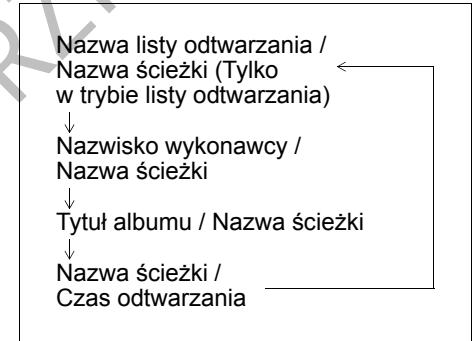 Nazwa listy odtwarzania /
Nazwa ścieżki (Tylko
w trybie listy odtwarzania)
Nazwisko wykonawcy /
Nazwa ścieżki
Tytuł albumu / Nazwa ścieżki
Nazwa ścieżki /
Czas odtwarzania